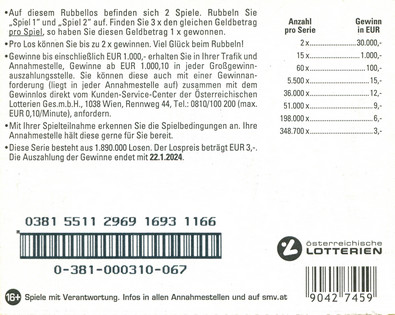 • Auf diesem Rubbellos befinden sich 2 Spiele. Rubbeln Sie
„Spiel 1" und „Spiel 2" auf. Finden Sie 3 x den gleichen Geldbetrag
pro Spiel, so haben Sie diesen Geldbetrag 1 x gewonnen.
• Pro Los können Sie bis zu 2 x gewinnen. Viel Glück beim Rubbeln!
• Gewinne bis einschließlich EUR 1.000,- erhalten Sie in Ihrer Trafik und
Annahmestelle, Gewinne ab EUR 1.000,10 in jeder Großgewinn-
auszahlungsstelle. Sie können diese auch mit einer Gewinnan-
forderung (liegt in jeder Annahmestelle auf) zusammen mit dem
Gewinnlos direkt vom Kunden-Service-Center der Österreichischen
Lotterien Ges.m.b.H., 1038 Wien, Rennweg 44, Tel.: 0810/100 200 (max.
EUR 0,10/Minute), anfordern.
• Mit Ihrer Spielteilnahme erkennen Sie die Spielbedingungen an. Ihre
Annahmestelle hält diese gerne für Sie bereit.
• Diese Serie besteht aus 1.890.000 Losen. Der Lospreis beträgt EUR 3,-.
Die Auszahlung der Gewinne endet mit 22.1.2024.
Anzahl Gewinn
pro Serie in EUR
2 x 30.000,-
15 x 1.000,-
60 x 100,-
5.500 x 15,-
36.000 x 12,-
51.000 x 9,-
198.000 x 6,-
348.700 x 3,-
0381 5511 2969 1693 1166
0-381-000310-067
österreichische
LOTTERIEN
9042 7459
16+ Spiele mit Verantwortung. Infos in allen Annahmestellen und auf smv.at